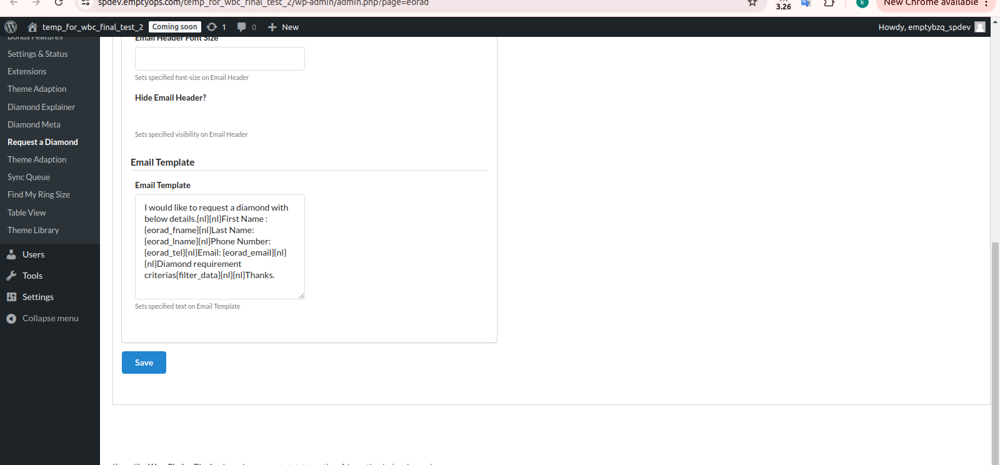 spdev.emptyops.com/temp_for_wbc_final_test_2/wp-admin/admin.php?page=eorad
3.26
k
New Chrome available
temp_for_wbc_final_test_2
Coming soon
1
0
New
Howdy, emptybzq_spdev
Bonus Features
Settings & Status
Extensions
Theme Adaption
Diamond Explainer
Diamond Meta
Request a Diamond
Theme Adaption
Sync Queue
Find My Ring Size
Table View
Theme Library
Users
Tools
Settings
Collapse menu
Email Header Font Size
Sets specified font-size on Email Header
Hide Email Header?
Sets specified visibility on Email Header
Email Template
Email Template
I would like to request a diamond with
below details.{nl}{nl}First Name :
{eorad_fname}{nl}Last Name:
{eorad_lname}{nl}Phone Number:
{eorad_tel}{nl}Email: {eorad_email}{nl}
{nl}Diamond requirement
criterias{filter_data}{nl}{nl}Thanks.
Sets specified text on Email Template
Save